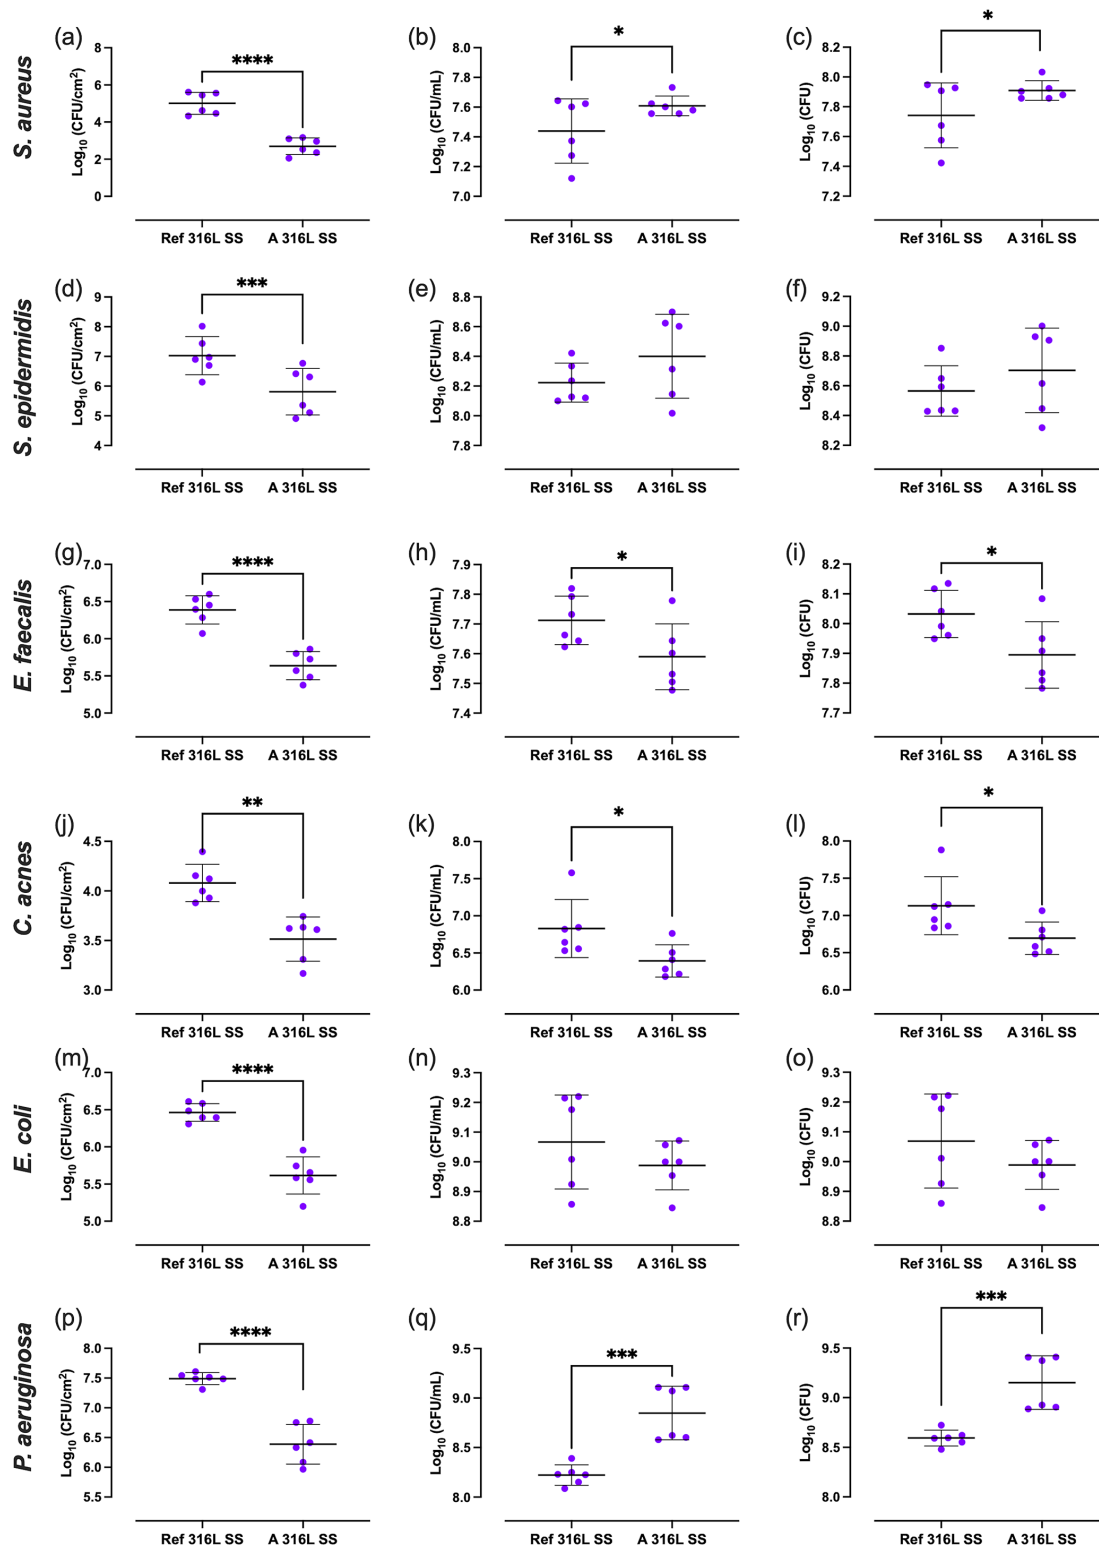 S. aureus
(a)
Log10 (CFU/cm2)
8
6
4
2
0
****
Ref 316L SS A 316L SS
(b)
Log10 (CFU/mL)
8.0
7.8
7.6
7.4
7.2
7.0
*
Ref 316L SS A 316L SS
(c)
Log10 (CFU)
8.2
8.0
7.8
7.6
7.4
7.2
*
Ref 316L SS A 316L SS
S. epidermidis
(d)
Log10 (CFU/cm2)
9
8
7
6
5
4
***
Ref 316L SS A 316L SS
(e)
Log10 (CFU/mL)
8.8
8.6
8.4
8.2
8.0
7.8
Ref 316L SS A 316L SS
(f)
Log10 (CFU)
9.2
9.0
8.8
8.6
8.4
8.2
Ref 316L SS A 316L SS
E. faecalis
(g)
Log10 (CFU/cm2)
7.0
6.5
6.0
5.5
5.0
****
Ref 316L SS A 316L SS
(h)
Log10 (CFU/mL)
7.9
7.8
7.7
7.6
7.5
7.4
*
Ref 316L SS A 316L SS
(i)
Log10 (CFU)
8.2
8.1
8.0
7.9
7.8
7.7
*
Ref 316L SS A 316L SS
C. acnes
(j)
Log10 (CFU/cm2)
4.5
4.0
3.5
3.0
**
Ref 316L SS A 316L SS
(k)
Log10 (CFU/mL)
8.0
7.5
7.0
6.5
6.0
*
Ref 316L SS A 316L SS
(l)
Log10 (CFU)
8.0
7.5
7.0
6.5
6.0
*
Ref 316L SS A 316L SS
E. coli
(m)
Log10 (CFU/cm2)
7.0
6.5
6.0
5.5
5.0
****
Ref 316L SS A 316L SS
(n)
Log10 (CFU/mL)
9.3
9.2
9.1
9.0
8.9
8.8
Ref 316L SS A 316L SS
(o)
Log10 (CFU)
9.3
9.2
9.1
9.0
8.9
8.8
Ref 316L SS A 316L SS
P. aeruginosa
(p)
Log10 (CFU/cm2)
8.0
7.5
7.0
6.5
6.0
5.5
****
Ref 316L SS A 316L SS
(q)
Log10 (CFU/mL)
9.5
9.0
8.5
8.0
***
Ref 316L SS A 316L SS
(r)
Log10 (CFU)
9.5
9.0
8.5
8.0
***
Ref 316L SS A 316L SS